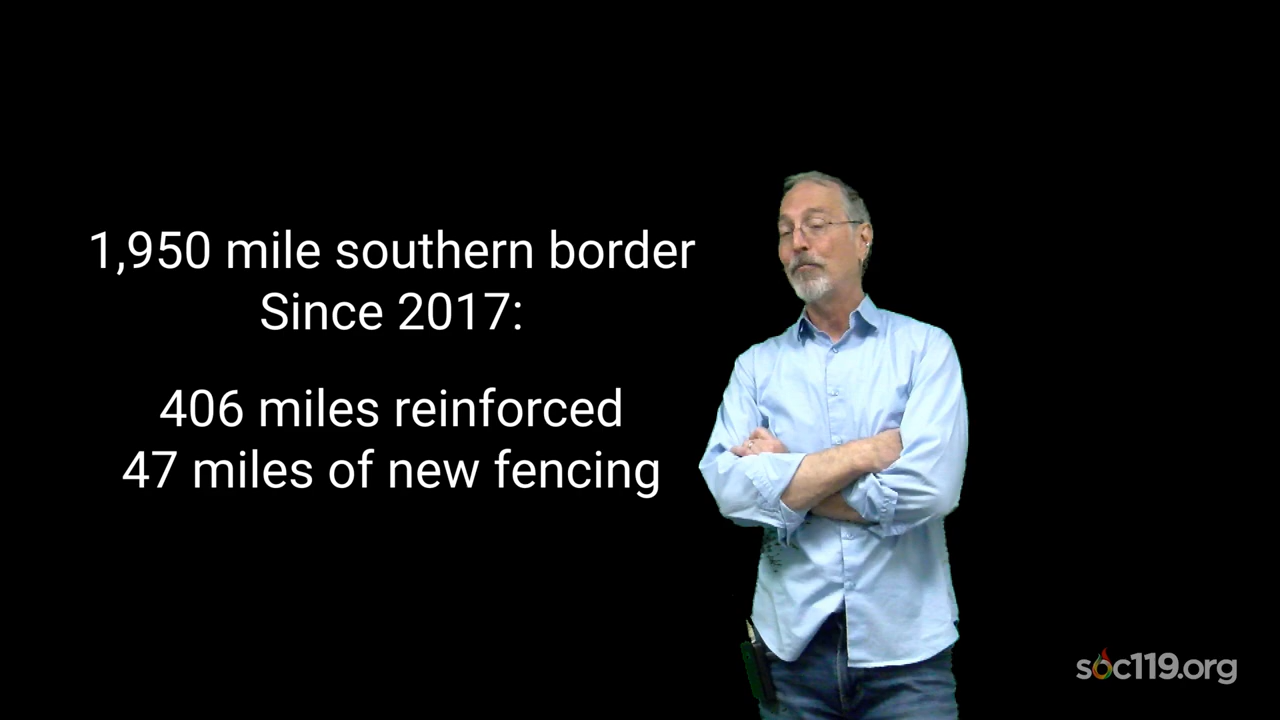 1,950 mile southern border
Since 2017:
406 miles reinforced
47 miles of new fencing
soc119.org